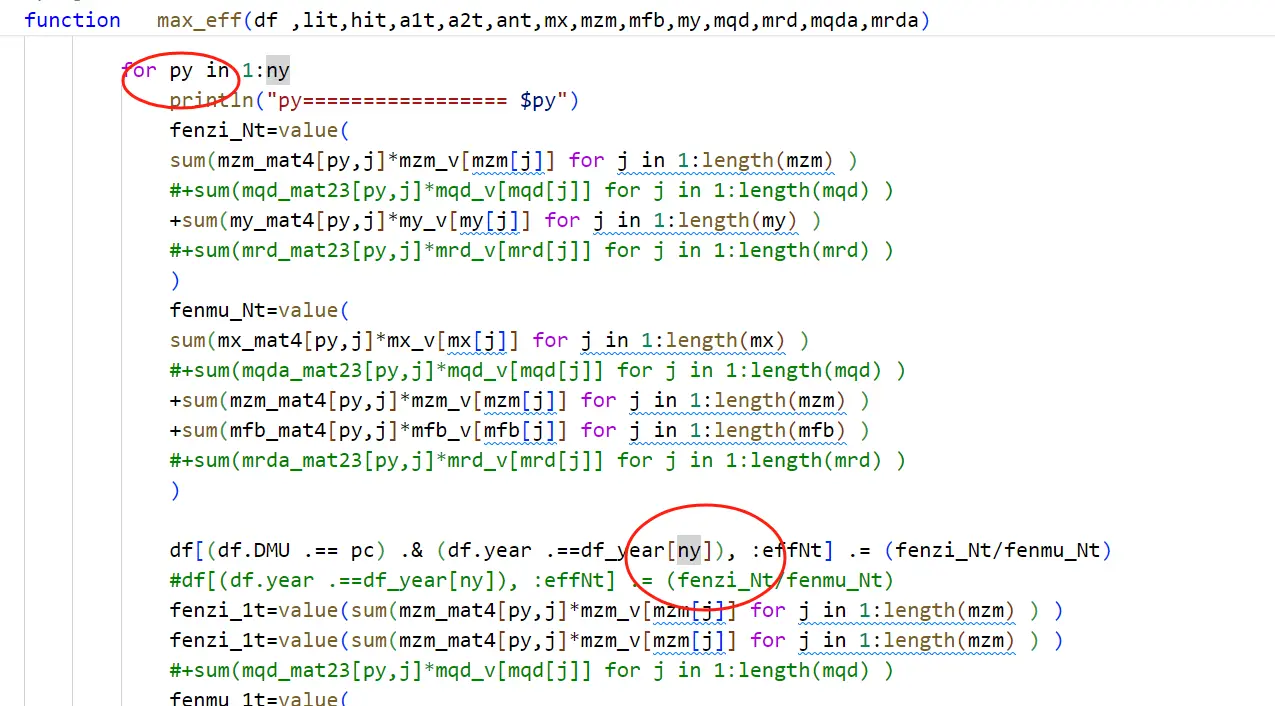 function   max_eff(df ,lit,hit,a1t,a2t,ant,mx,mzm,mfb,my,mqd,mrd,mqda,mrda)
for py in 1:ny
println("py================= $py")
fenzi_Nt=value(
sum(mzm_mat4[py,j]*mzm_v[mzm[j]] for j in 1:length(mzm) )
#+sum(mqd_mat23[py,j]*mqd_v[mqd[j]] for j in 1:length(mqd) )
+sum(my_mat4[py,j]*my_v[my[j]] for j in 1:length(my) )
#+sum(mrd_mat23[py,j]*mrd_v[mrd[j]] for j in 1:length(mrd) )
)
fenmu_Nt=value(
sum(mx_mat4[py,j]*mx_v[mx[j]] for j in 1:length(mx) )
#+sum(mqda_mat23[py,j]*mqd_v[mqd[j]] for j in 1:length(mqd) )
+sum(mzm_mat4[py,j]*mzm_v[mzm[j]] for j in 1:length(mzm) )
+sum(mfb_mat4[py,j]*mfb_v[mfb[j]] for j in 1:length(mfb) )
#+sum(mrda_mat23[py,j]*mrd_v[mrd[j]] for j in 1:length(mrd) )
)
df[(df.DMU .== pc) .& (df.year .==df_year[ny]), :effNt] .= (fenzi_Nt/fenmu_Nt)
#df[(df.year .==df_year[ny]), :effNt] .= (fenzi_Nt/fenmu_Nt)
fenzi_1t=value(sum(mzm_mat4[py,j]*mzm_v[mzm[j]] for j in 1:length(mzm) ) )
fenzi_1t=value(sum(mzm_mat4[py,j]*mzm_v[mzm[j]] for j in 1:length(mzm) ) )
#+sum(mqd_mat23[py,j]*mqd_v[mqd[j]] for j in 1:length(mqd) )
fenmu_1t=value(